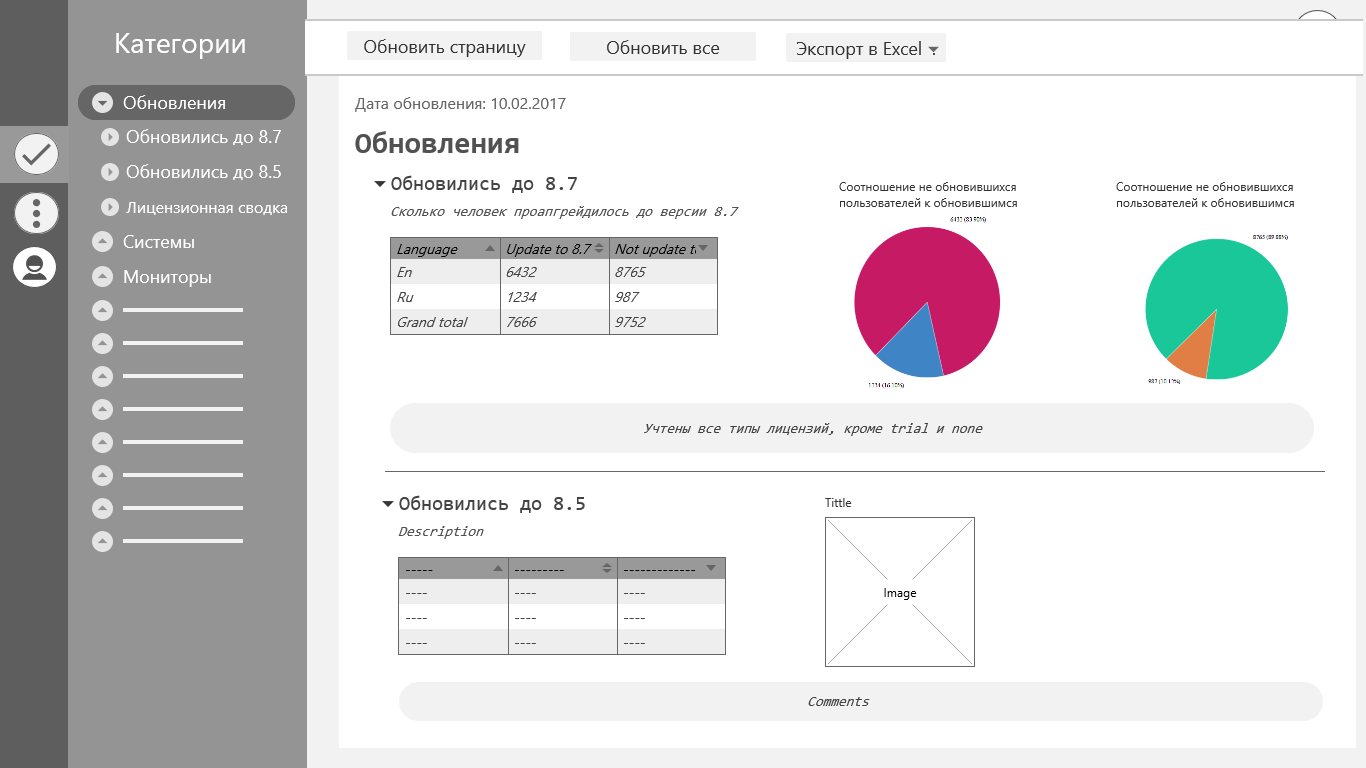 Категории
Обновления
Обновились до 8.7
Обновились до 8.5
Лицензионная сводка
Системы
Мониторы
Обновить страницу
Обновить все
Экспорт в Excel
Дата обновления: 10.02.2017
Обновления
Обновились до 8.7
Сколько человек проапгрейдилось до версии 8.7
Language Update to 8.7 Not update t
En 6432 8765
Ru 1234 987
Grand total 7666 9752
Соотношение не обновившихся
пользователей к обновившимся
6432 (83.90%)
1234 (16.10%)
Соотношение не обновившихся
пользователей к обновившимся
8765 (89.88%)
987 (10.12%)
Учтены все типы лицензий, кроме trial и none
Обновились до 8.5
Description
----- --------- -------------
---- ---- ----
---- ---- ----
---- ---- ----
Tittle
Image
Comments